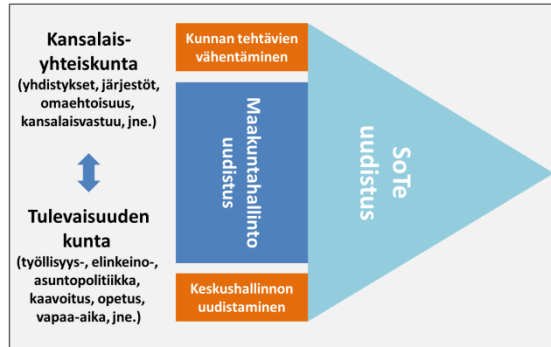 Kansalais-
yhteiskunta
(yhdistykset, järjestöt,
omaehtoisuus,
kansalaisvastuu, jne.)
Tulevaisuuden
kunta
(työllisyys-, elinkeino-,
asuntopolitiikka,
kaavoitus, opetus,
vapaa-aika, jne.)
Kunnan tehtävien
vähentäminen
Maakuntahallinto
uudistus
Keskushallinnon
uudistaminen
SoTe
uudistus